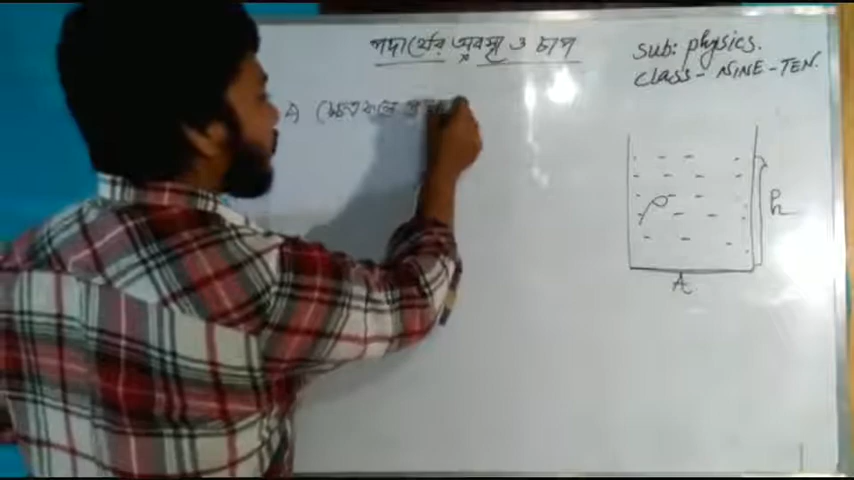 পদার্থের অবস্থা ও চাপ
Sub: physics.
Class- NINE-TEN.
A)
ρ
h
A